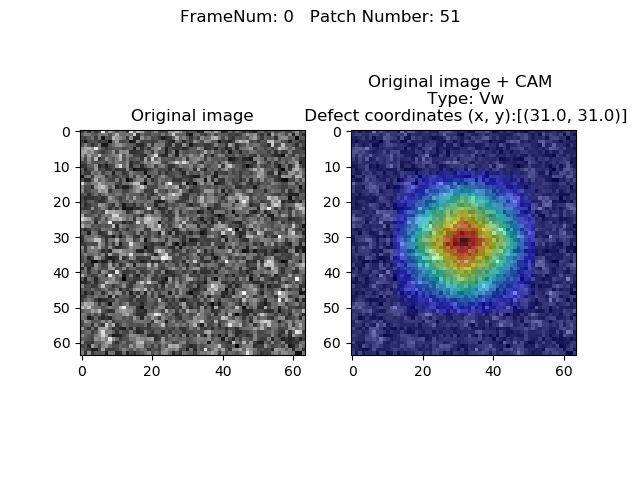 FrameNum: 0   Patch Number: 51
Original image
0
10
20
30
40
50
60
0 20 40 60
Original image + CAM
Type: Vw
Defect coordinates (x, y):[(31.0, 31.0)]
0
10
20
30
40
50
60
0 20 40 60